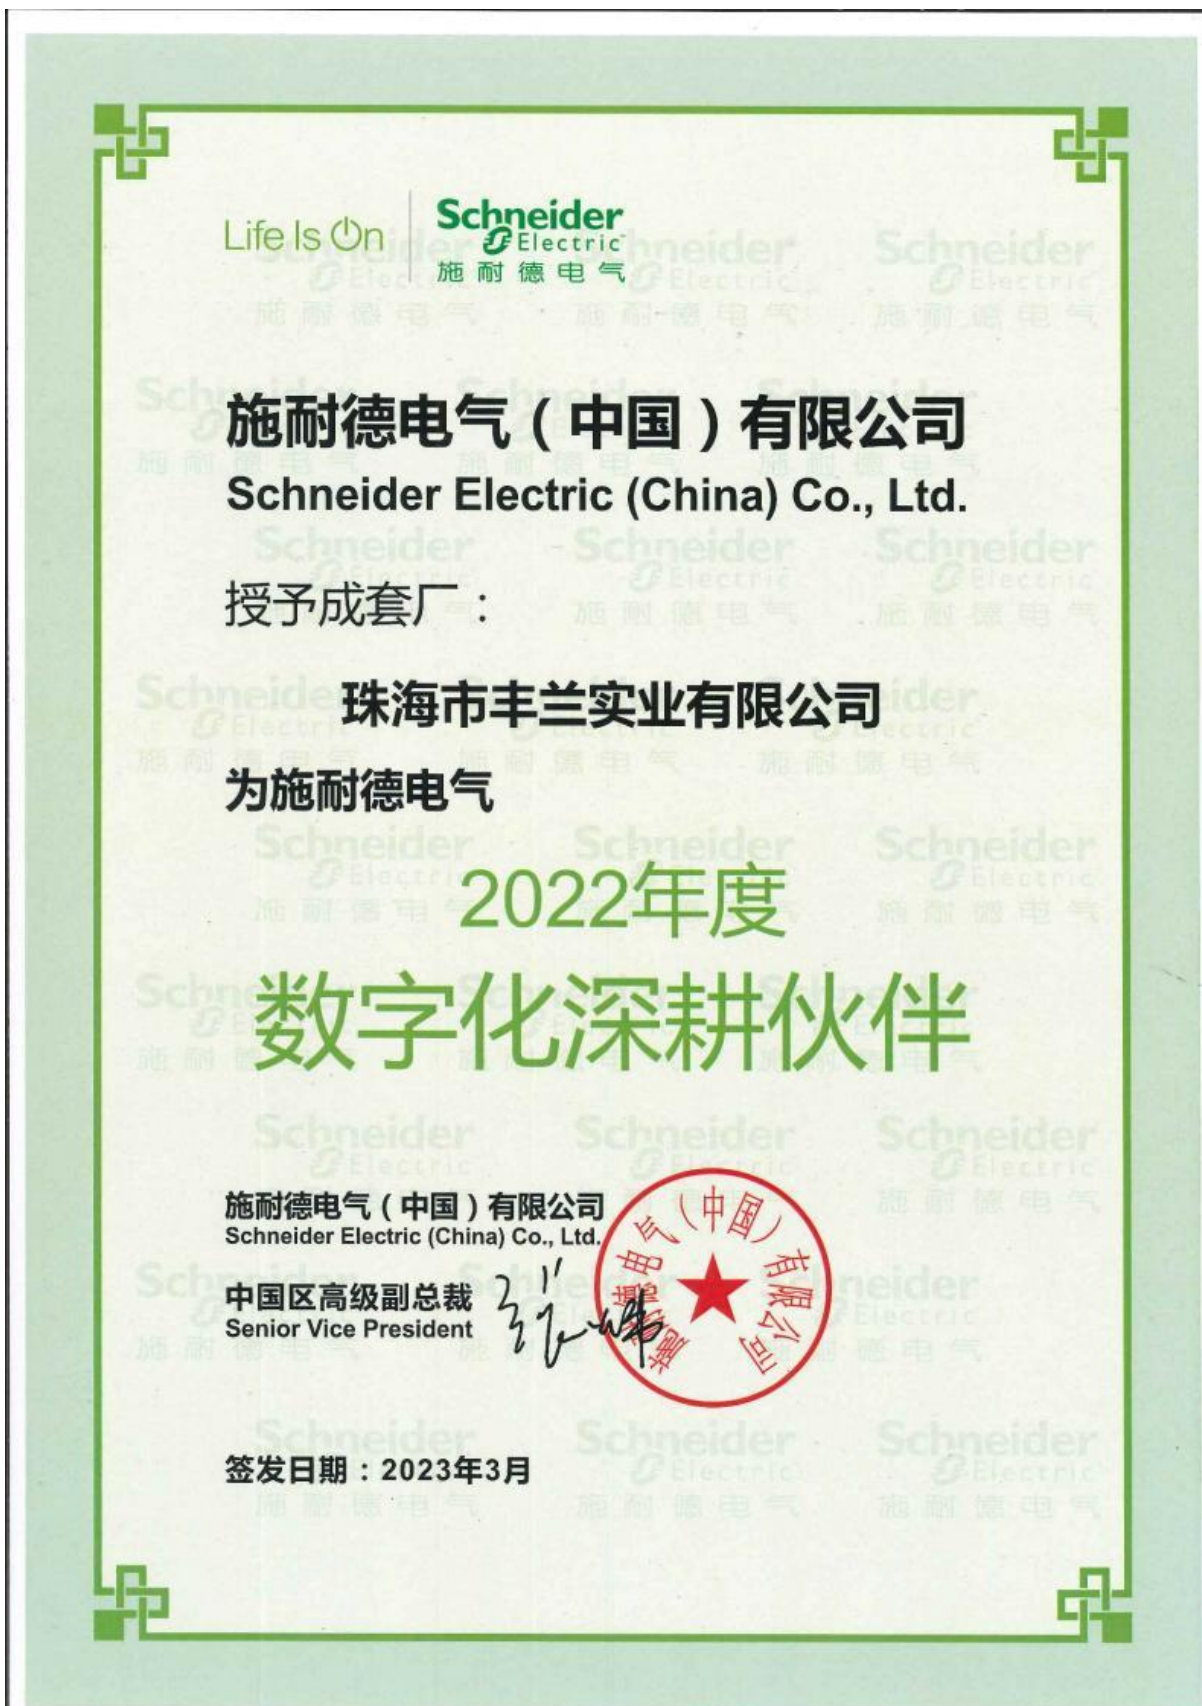 Life Is On
Schneider
Electric
施耐德电气
施耐德电气（中国）有限公司
Schneider Electric (China) Co., Ltd.
授予成套厂：
珠海市丰兰实业有限公司
为施耐德电气
2022年度
数字化深耕伙伴
施耐德电气（中国）有限公司
Schneider Electric (China) Co., Ltd.
中国区高级副总裁
Senior Vice President
施耐德电气（中国）有限公司
签发日期：2023年3月